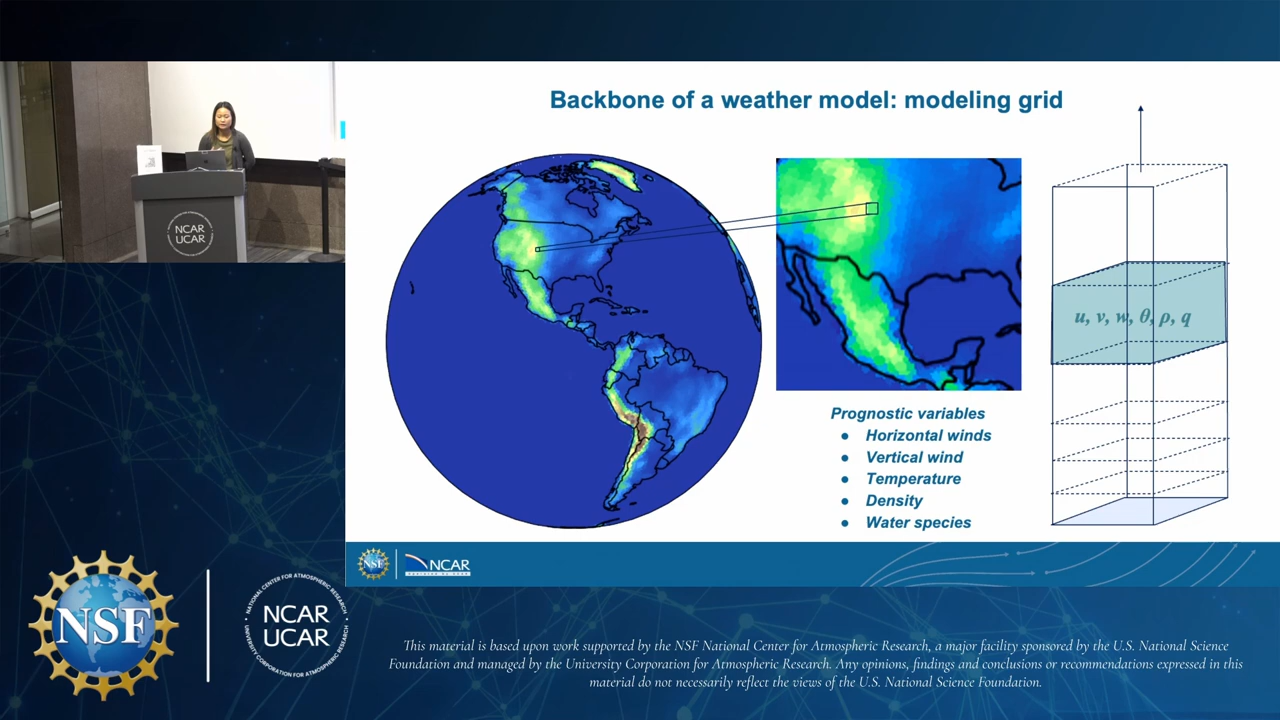 Backbone of a weather model: modeling grid
NCAR
UCAR
u, v, w, θ, ρ, q
Prognostic variables
● Horizontal winds
● Vertical wind
● Temperature
● Density
● Water species
NSF
NCAR
NSF
NATIONAL CENTER FOR ATMOSPHERIC RESEARCH
NCAR
UCAR
UNIVERSITY CORPORATION FOR ATMOSPHERIC RESEARCH
This material is based upon work supported by the NSF National Center for Atmospheric Research, a major facility sponsored by the U.S. National Science
Foundation and managed by the University Corporation for Atmospheric Research. Any opinions, findings and conclusions or recommendations expressed in this
material do not necessarily reflect the views of the U.S. National Science Foundation.